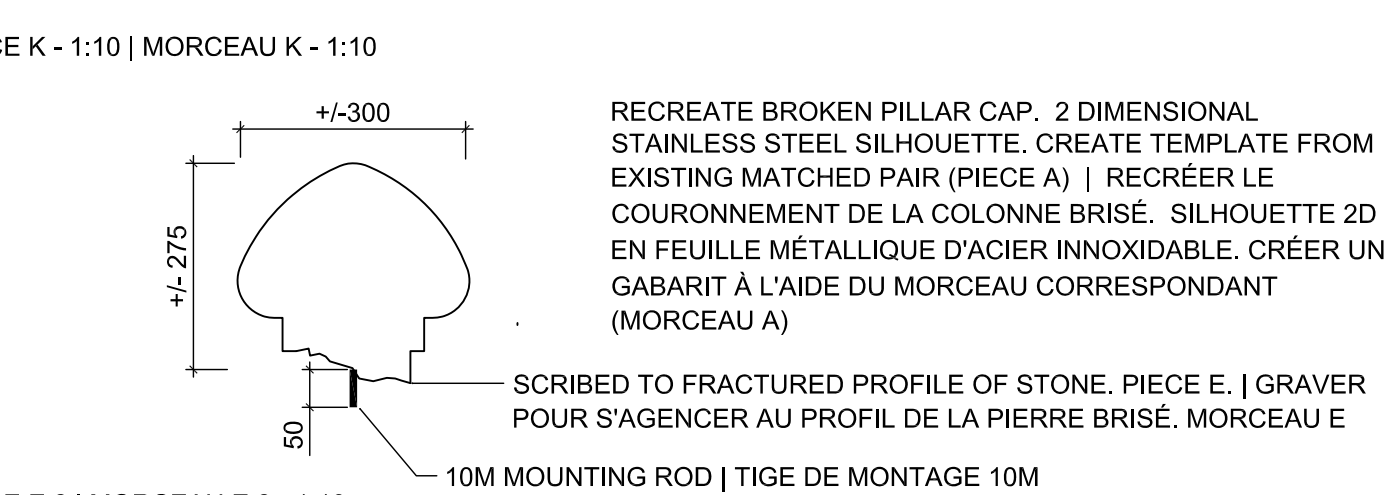 K - 1:10 | MORCEAU K - 1:10
+/-300
RECREATE BROKEN PILLAR CAP. 2 DIMENSIONAL
STAINLESS STEEL SILHOUETTE. CREATE TEMPLATE FROM
EXISTING MATCHED PAIR (PIECE A) | RECRÉER LE
COURONNEMENT DE LA COLONNE BRISÉ. SILHOUETTE 2D
EN FEUILLE MÉTALLIQUE D'ACIER INNOXIDABLE. CRÉER UN
GABARIT À L'AIDE DU MORCEAU CORRESPONDANT
(MORCEAU A)
+/- 275
SCRIBED TO FRACTURED PROFILE OF STONE. PIECE E. | GRAVER
POUR S'AGENCER AU PROFIL DE LA PIERRE BRISÉ. MORCEAU E
50
10M MOUNTING ROD | TIGE DE MONTAGE 10M